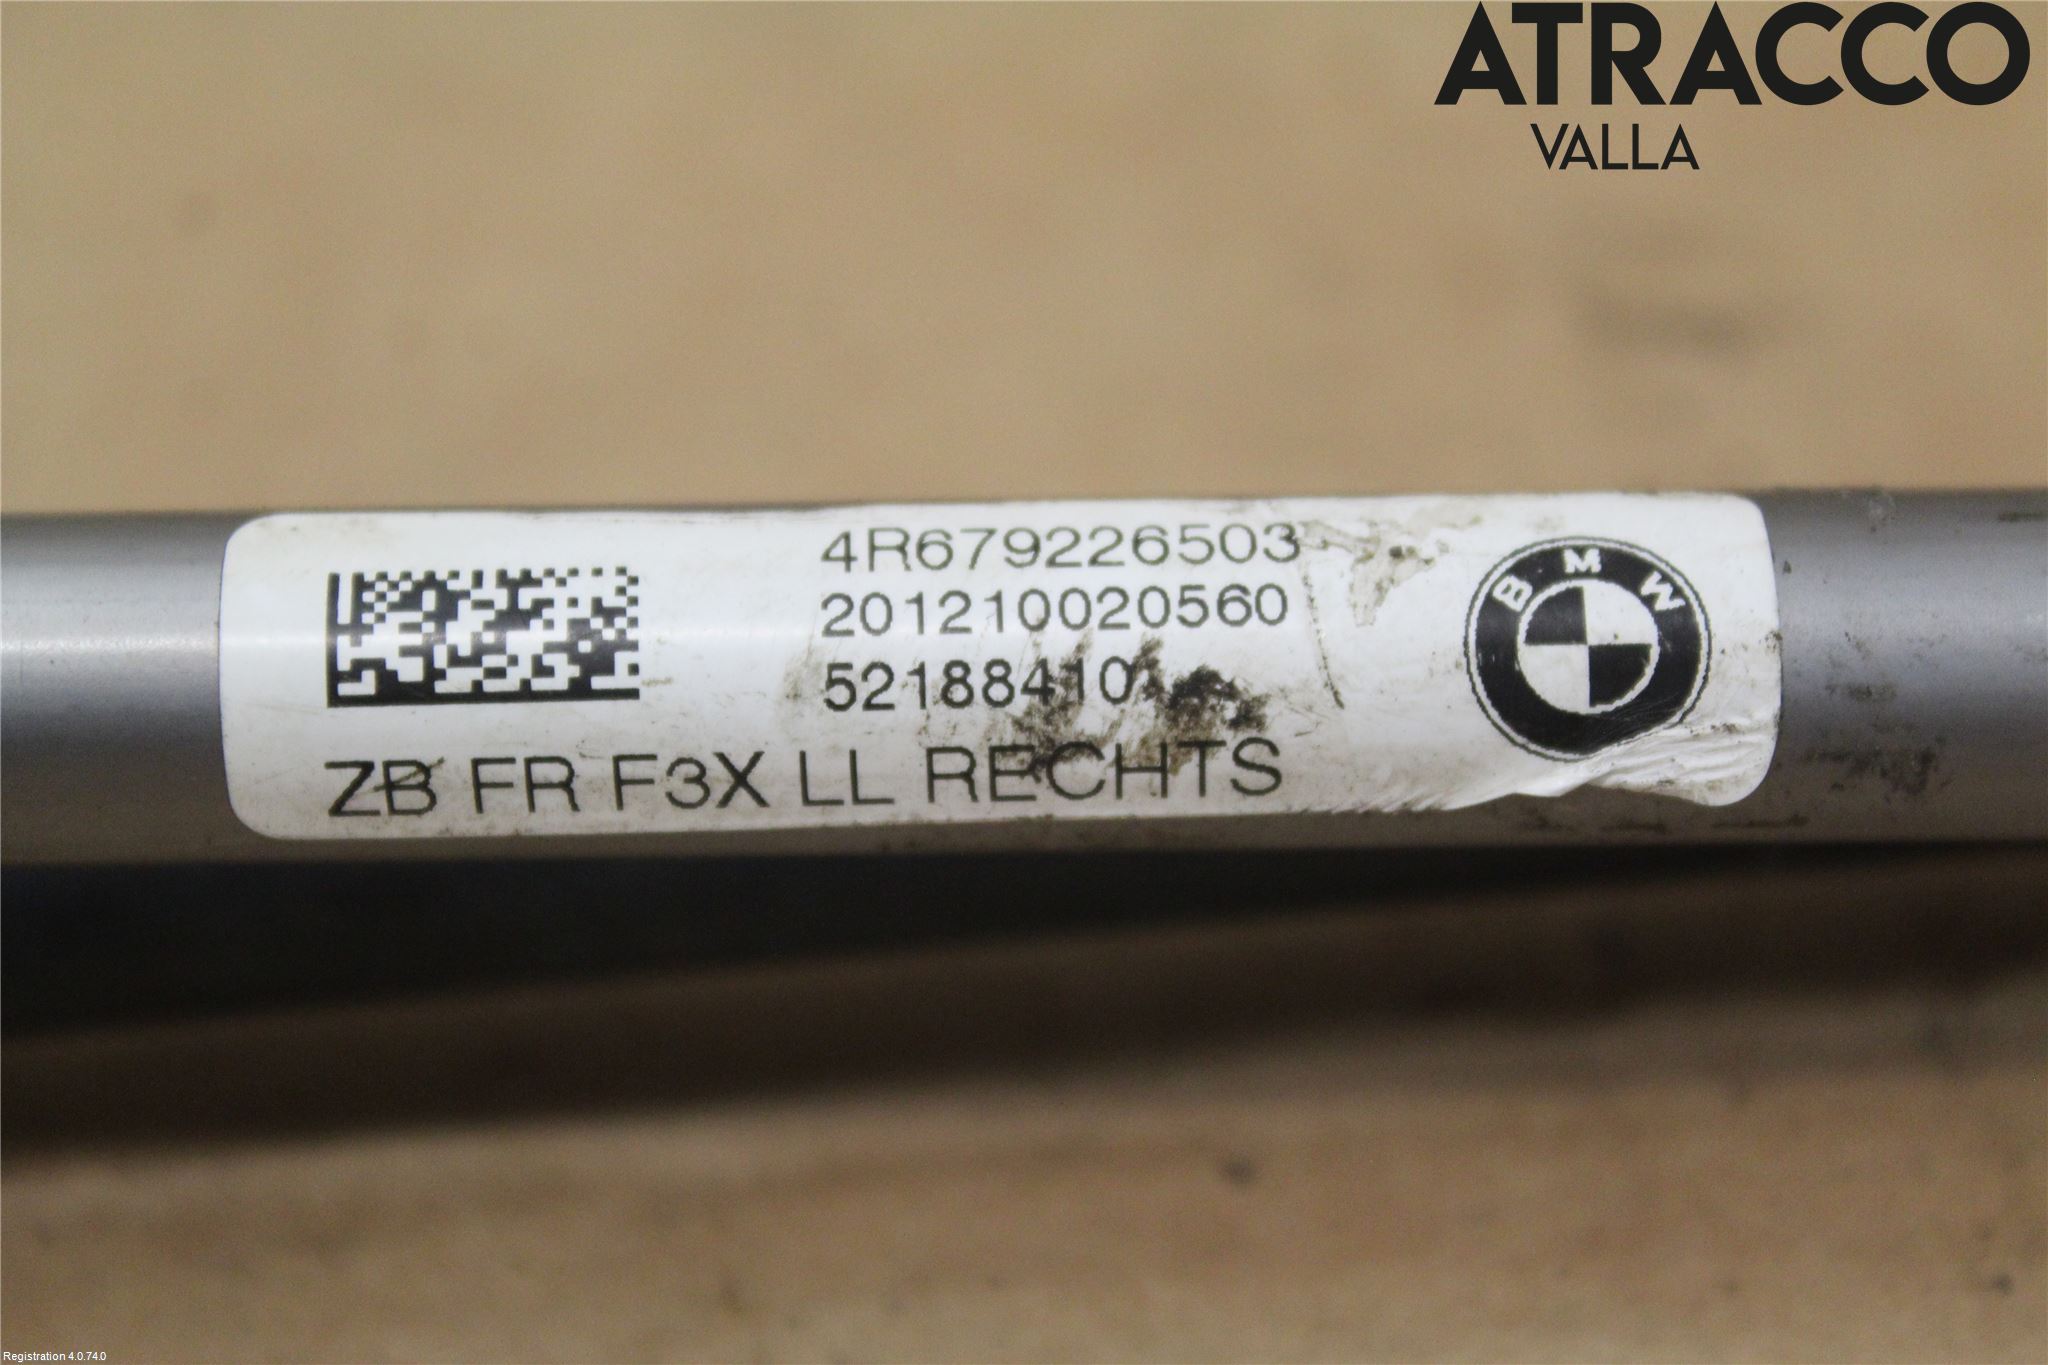 ATRACCO
VALLA
4R679226503
201210020560
52188410
BMW
ZB FR F3X LL RECHTS
Registration 4.0.74.0